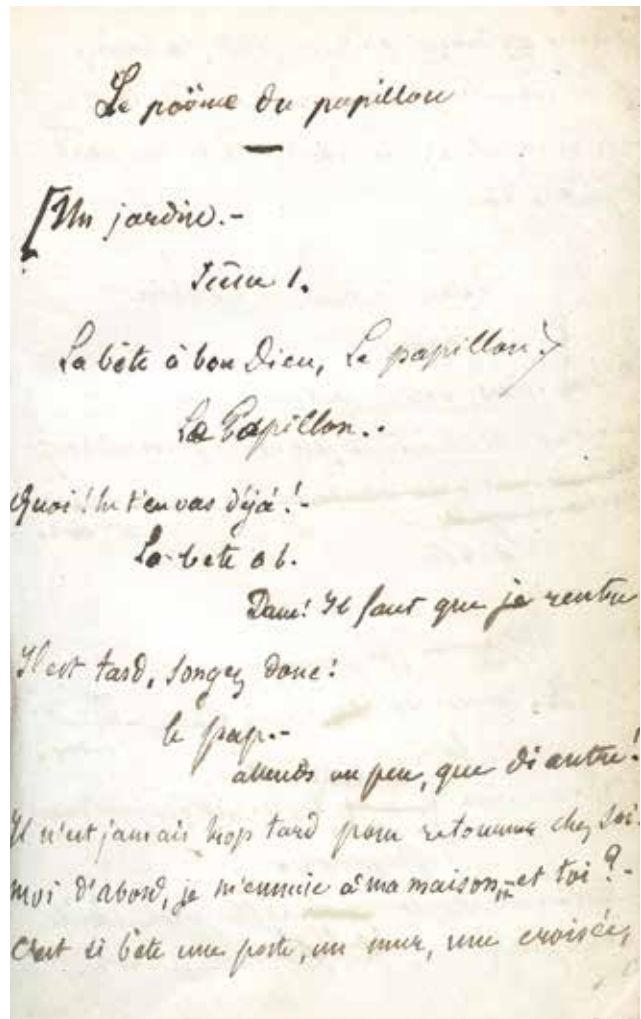 Le poëme du papillon
[Un jardin.-
Scène 1.
La bête à bon Dieu, Le papillon)
Le Papillon..
Quoi! tu t'en vas déjà!-
La bete a b.
Dam! Il faut que je rentre
Il est tard, songez donc!
le pap.-
attends un peu, que diantre!
Il n'est jamais trop tard pour retourner chez soi.
moi d'abord, je m'ennuie à ma maison, et toi?-
C'est si bête une porte, un mur, une croisée,